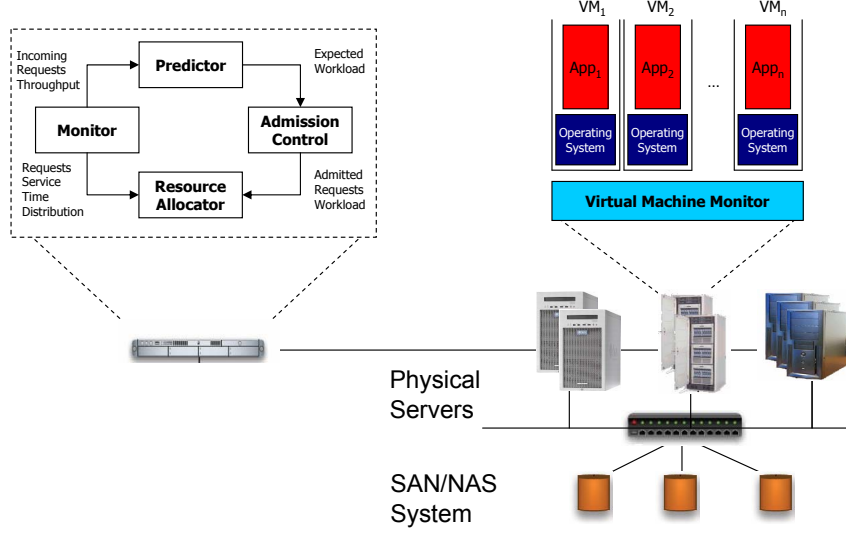 VM1 VM2 VMn
Incoming
Requests
Throughput
Predictor
Expected
Workload
App1 App2 ... Appn
Monitor
Admission
Control
Operating
System
Operating
System
Operating
System
Requests
Service
Time
Distribution
Resource
Allocator
Admitted
Requests
Workload
Virtual Machine Monitor
Physical
Servers
SAN/NAS
System